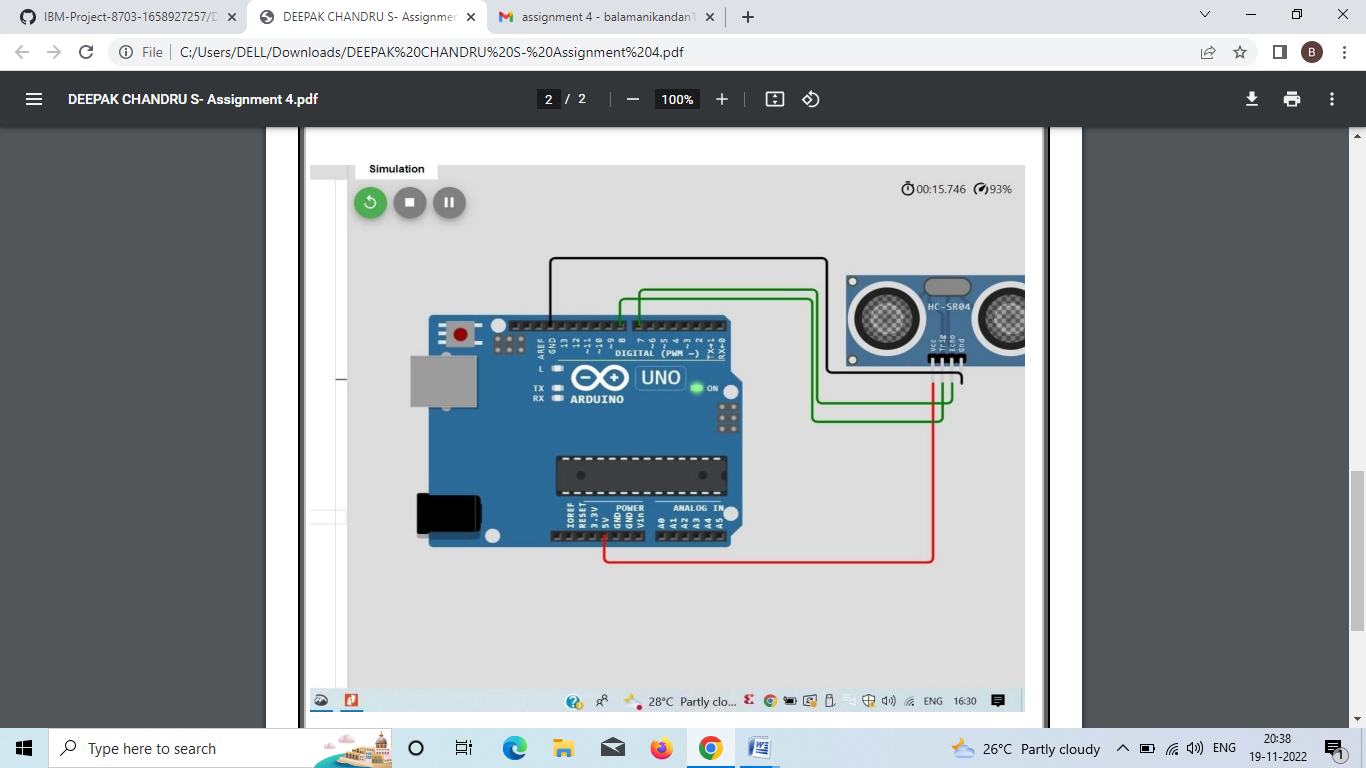 IBM-Project-8703-1658927257/D
DEEPAK CHANDRU S- Assignmen
assignment 4 - balamanikandan1
File
C:/Users/DELL/Downloads/DEEPAK%20CHANDRU%20S-%20Assignment%204.pdf
B
DEEPAK CHANDRU S- Assignment 4.pdf
2 / 2
100%
Simulation
00:15.746
93%
HC-SR04
Vcc
Trig
Echo
Gnd
AREF
GND
13
12
~11
~10
~9
8
7
~6
~5
4
~3
2
TX→1
RX←0
DIGITAL (PWM ~)
L
TX
RX
UNO
ARDUINO
ON
IOREF
RESET
3.3V
5V
GND
GND
Vin
POWER
ANALOG IN
A0
A1
A2
A3
A4
A5
28°C Partly clo...
ENG
16:30
Type here to search
26°C Partly cloudy
ENG
20:38
19-11-2022
1